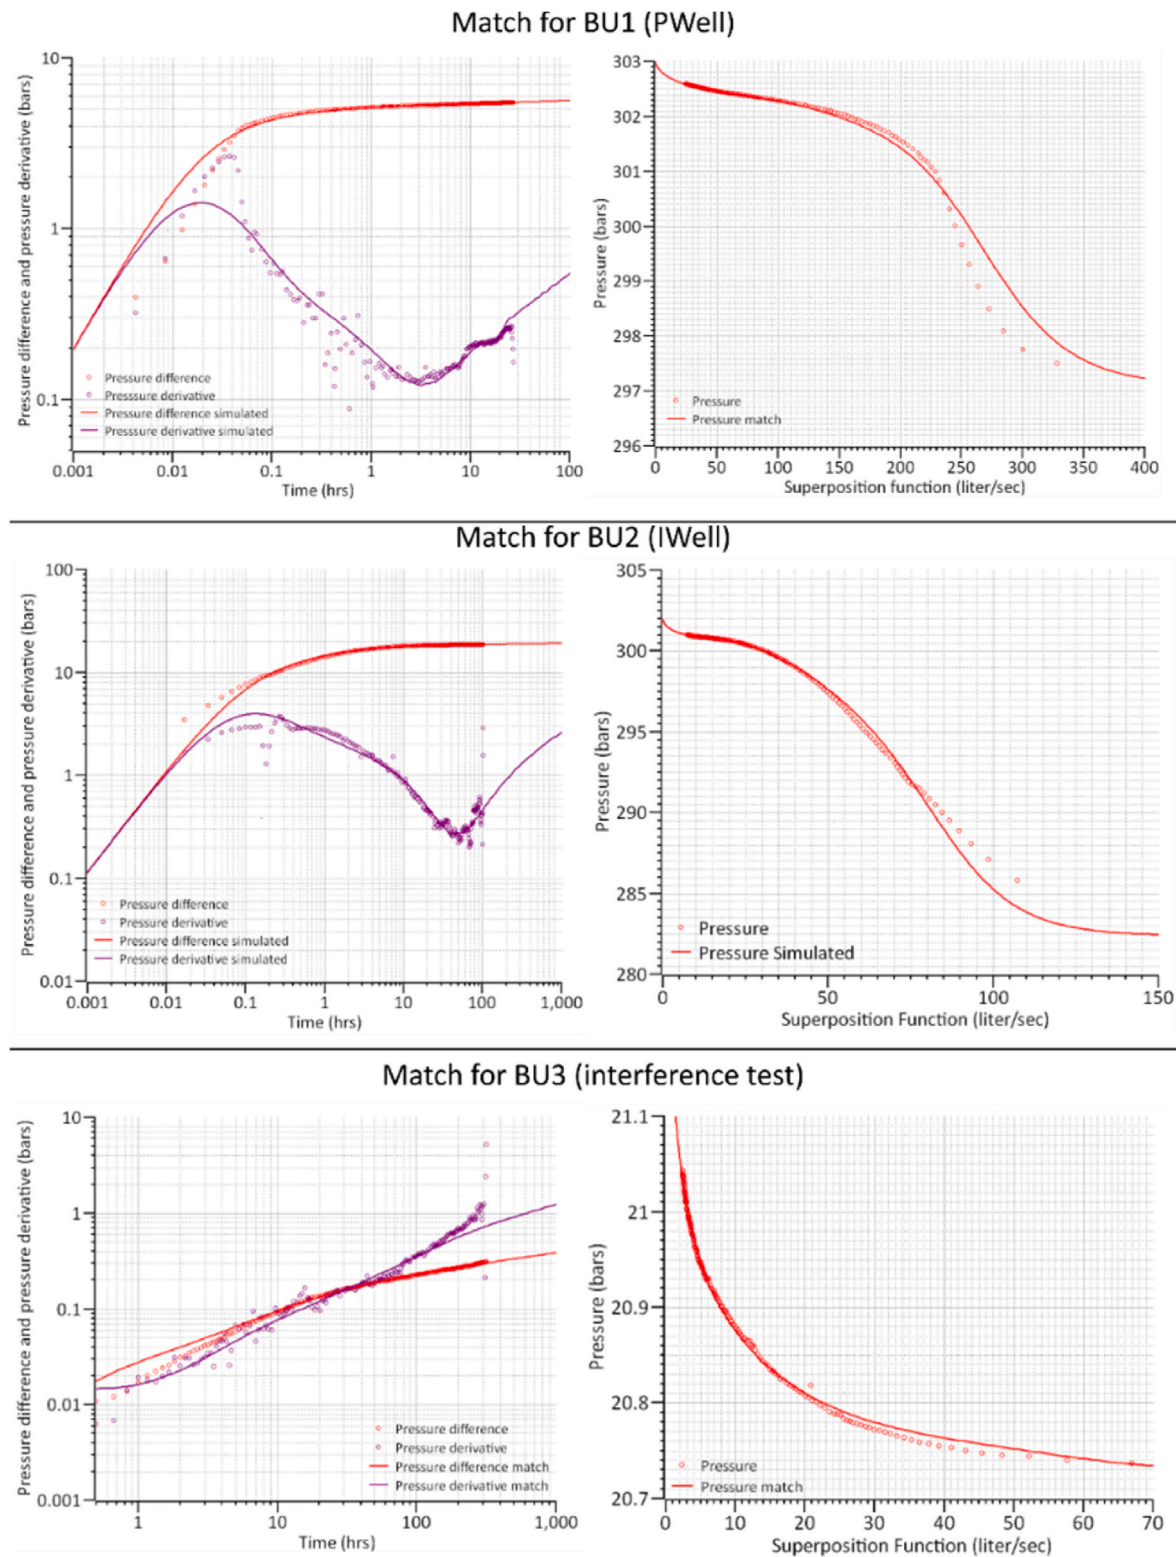 Match for BU1 (PWell)
Pressure difference and pressure derivative (bars)
10
1
0.1
0.001
0.01
0.1
1
10
100
Time (hrs)
Pressure difference
Presssure derivative
Pressure difference simulated
Presssure derivative simulated
Pressure (bars)
303
302
301
300
299
298
297
296
0
50
100
150
200
250
300
350
400
Superposition function (liter/sec)
Pressure
Pressure match
Match for BU2 (IWell)
Pressure difference and pressure derivative (bars)
100
10
1
0.1
0.01
0.001
0.01
0.1
1
10
100
1,000
Time (hrs)
Pressure difference
Pressure derivative
Pressure difference simulated
Pressure derivative simulated
Pressure (bars)
305
300
295
290
285
280
0
50
100
150
Superposition Function (liter/sec)
Pressure
Pressure Simulated
Match for BU3 (interference test)
Pressure difference and pressure derivative (bars)
10
1
0.1
0.01
0.001
1
10
100
1,000
Time (hrs)
Pressure difference
Pressure derivative
Pressure difference match
Pressure derivative match
Pressure (bars)
21.1
21
20.9
20.8
20.7
0
10
20
30
40
50
60
70
Superposition Function (liter/sec)
Pressure
Pressure match